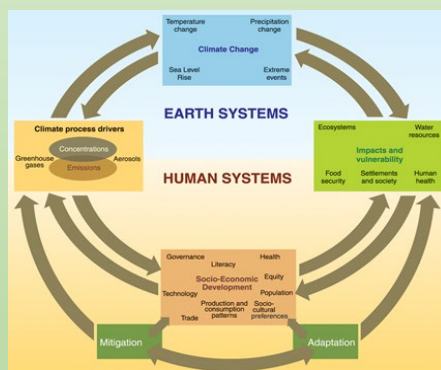 Temperature
change
Precipitation
change
Climate Change
Sea Level
Rise
Extreme
events
EARTH SYSTEMS
Climate process drivers
Concentrations
Greenhouse
gases
Aerosols
Emissions
Ecosystems
Water
resources
Impacts and
vulnerability
Food
security
Settlements
and society
Human
health
HUMAN SYSTEMS
Governance
Literacy
Health
Socio-Economic
Development
Equity
Technology
Population
Production and
consumption
patterns
Socio-
cultural
preferences
Trade
Mitigation
Adaptation